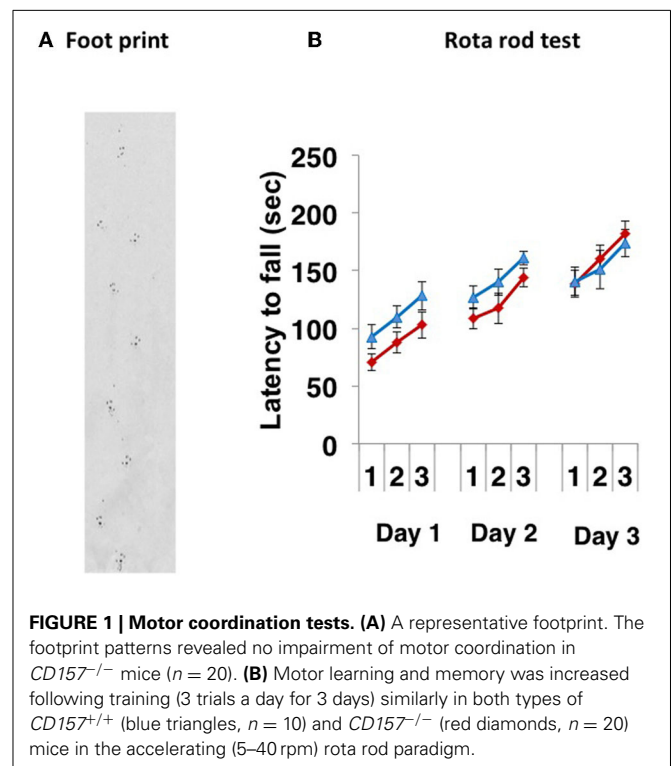 A Foot print
B Rota rod test
Latency to fall (sec)
250
200
150
100
50
0
1 2 3 1 2 3 1 2 3
Day 1 Day 2 Day 3
FIGURE 1 | Motor coordination tests. (A) A representative footprint. The
footprint patterns revealed no impairment of motor coordination in
CD157−/− mice (n = 20). (B) Motor learning and memory was increased
following training (3 trials a day for 3 days) similarly in both types of
CD157+/+ (blue triangles, n = 10) and CD157−/− (red diamonds, n = 20)
mice in the accelerating (5–40 rpm) rota rod paradigm.